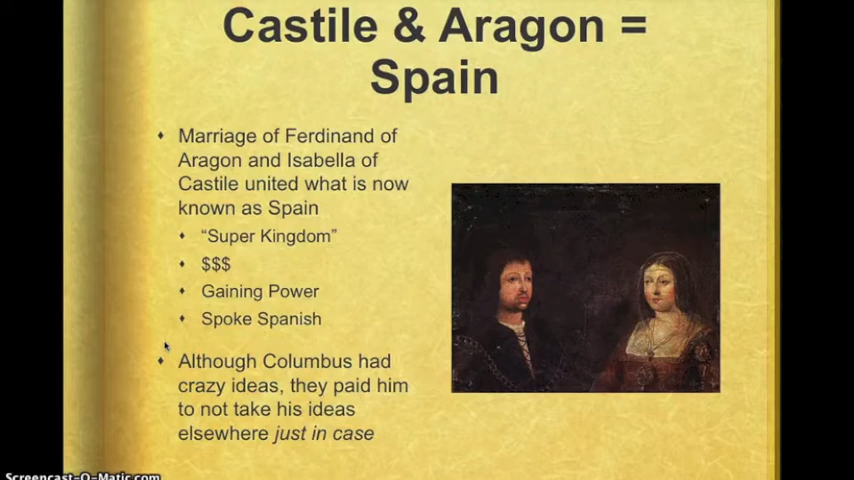 Castile & Aragon =
Spain
Marriage of Ferdinand of
Aragon and Isabella of
Castile united what is now
known as Spain
“Super Kingdom”
$$$
Gaining Power
Spoke Spanish
Although Columbus had
crazy ideas, they paid him
to not take his ideas
elsewhere just in case
Screencast-O-Matic.com